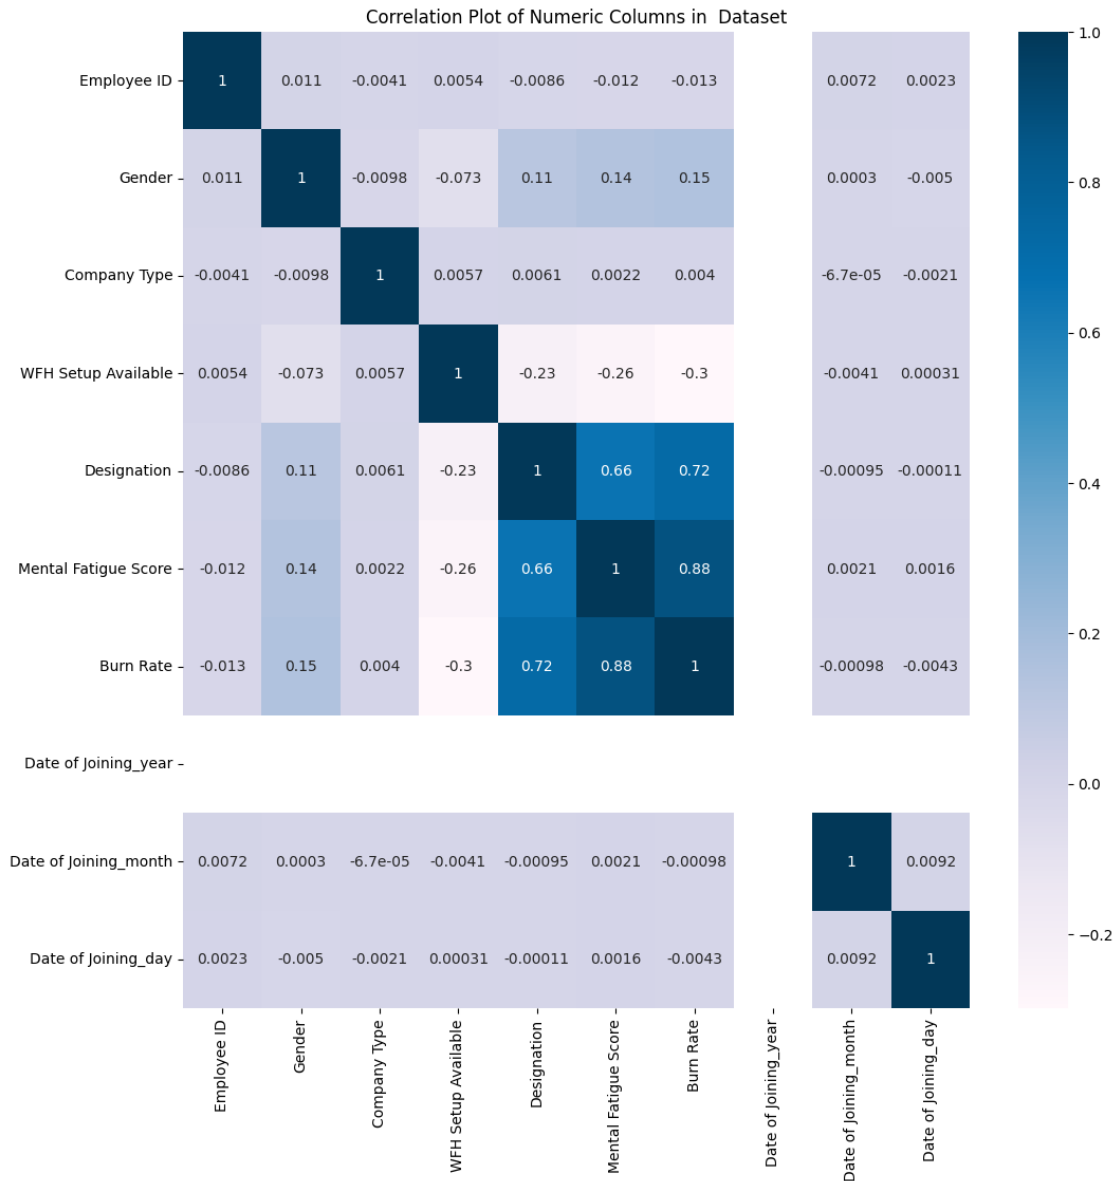 Correlation Plot of Numeric Columns in  Dataset
Employee ID 1 0.011 -0.0041 0.0054 -0.0086 -0.012 -0.013 0.0072 0.0023
Gender 0.011 1 -0.0098 -0.073 0.11 0.14 0.15 0.0003 -0.005
Company Type -0.0041 -0.0098 1 0.0057 0.0061 0.0022 0.004 -6.7e-05 -0.0021
WFH Setup Available 0.0054 -0.073 0.0057 1 -0.23 -0.26 -0.3 -0.0041 0.00031
Designation -0.0086 0.11 0.0061 -0.23 1 0.66 0.72 -0.00095 -0.00011
Mental Fatigue Score -0.012 0.14 0.0022 -0.26 0.66 1 0.88 0.0021 0.0016
Burn Rate -0.013 0.15 0.004 -0.3 0.72 0.88 1 -0.00098 -0.0043
Date of Joining_year
Date of Joining_month 0.0072 0.0003 -6.7e-05 -0.0041 -0.00095 0.0021 -0.00098 1 0.0092
Date of Joining_day 0.0023 -0.005 -0.0021 0.00031 -0.00011 0.0016 -0.0043 0.0092 1
Employee ID
Gender
Company Type
WFH Setup Available
Designation
Mental Fatigue Score
Burn Rate
Date of Joining_year
Date of Joining_month
Date of Joining_day
1.0
0.8
0.6
0.4
0.2
0.0
−0.2